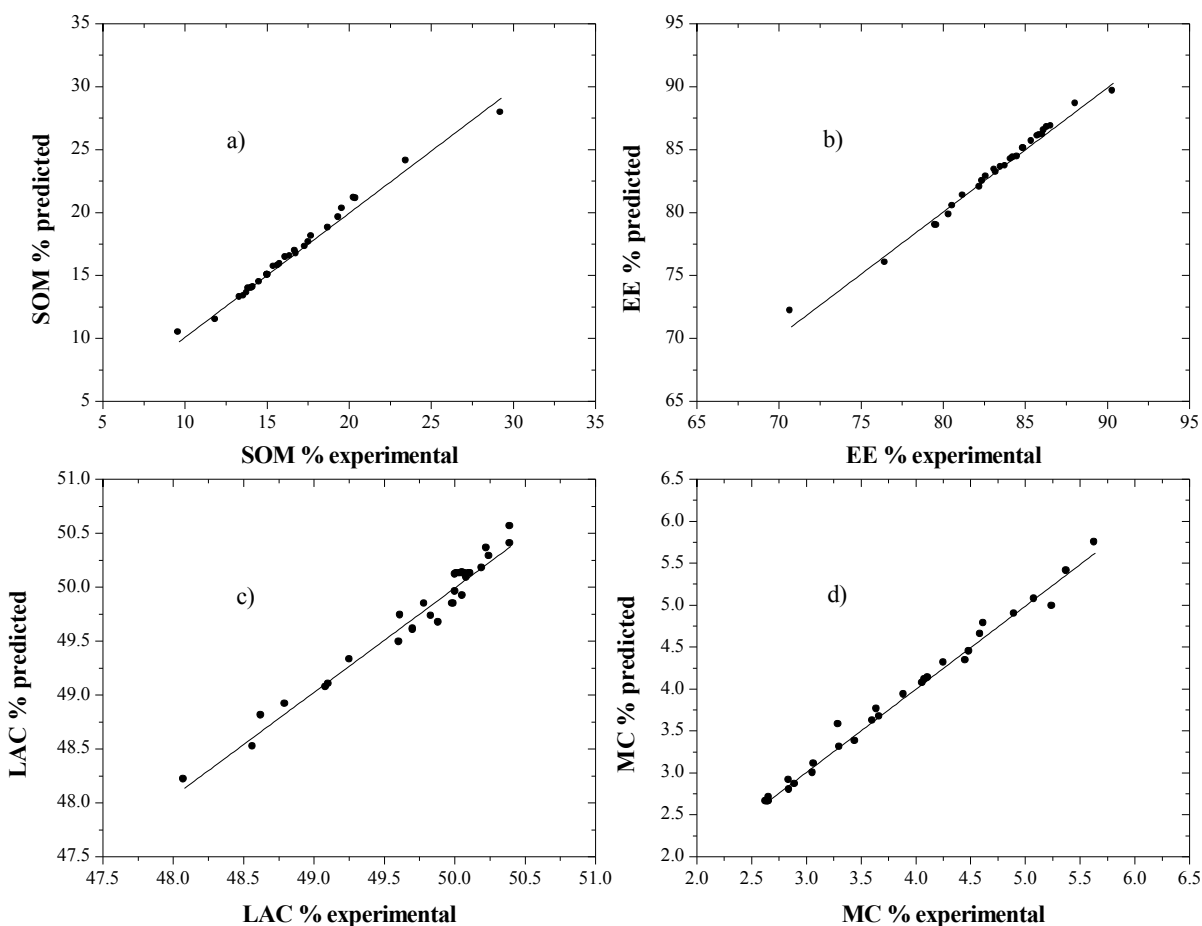 35
30
25
20
15
10
5
SOM % predicted
a)
5 10 15 20 25 30 35
SOM % experimental
95
90
85
80
75
70
65
EE % predicted
b)
65 70 75 80 85 90 95
EE % experimental
51.0
50.5
50.0
49.5
49.0
48.5
48.0
47.5
LAC % predicted
c)
47.5 48.0 48.5 49.0 49.5 50.0 50.5 51.0
LAC % experimental
6.5
6.0
5.5
5.0
4.5
4.0
3.5
3.0
2.5
2.0
MC % predicted
d)
2.0 2.5 3.0 3.5 4.0 4.5 5.0 5.5 6.0 6.5
MC % experimental